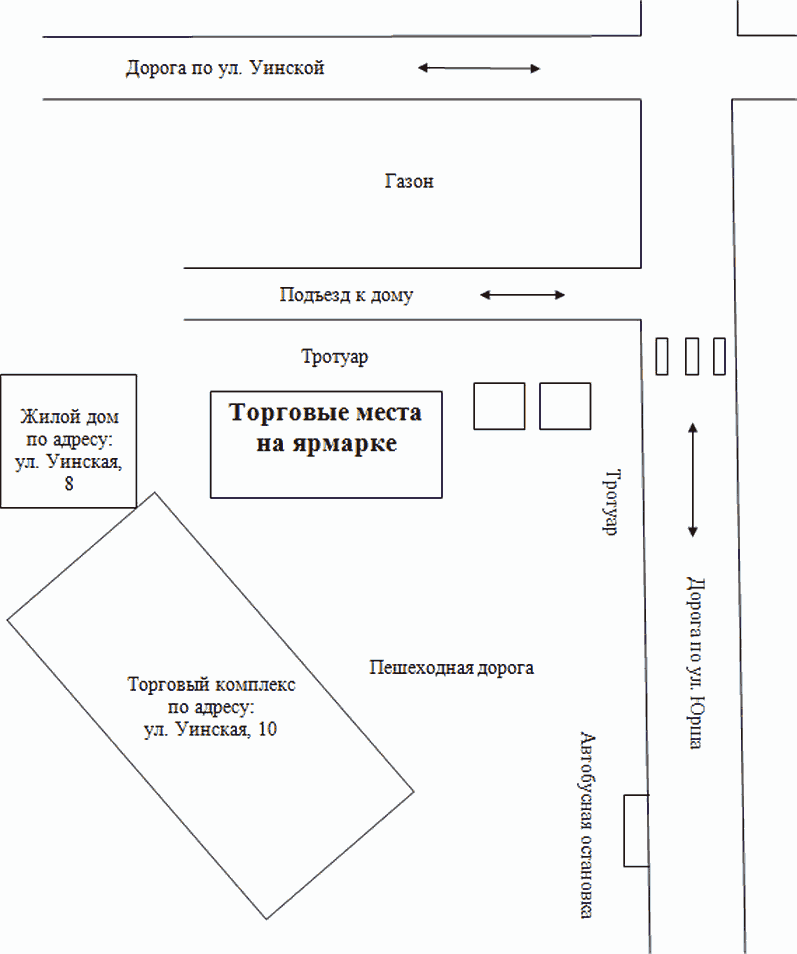 Дорога по ул. Уинской
Газон
Подъезд к дому
Тротуар
Торговые места
на ярмарке
Жилой дом
по адресу:
ул. Уинская,
8
Тротуар
Дорога по ул. Юрша
Пешеходная дорога
Торговый комплекс
по адресу:
ул. Уинская, 10
Автобусная остановка